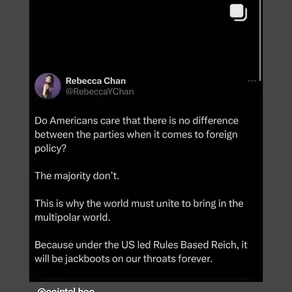 Rebecca Chan
@RebeccaYChan
Do Americans care that there is no difference
between the parties when it comes to foreign
policy?
The majority don't.
This is why the world must unite to bring in the
multipolar world.
Because under the US led Rules Based Reich, it
will be jackboots on our throats forever.